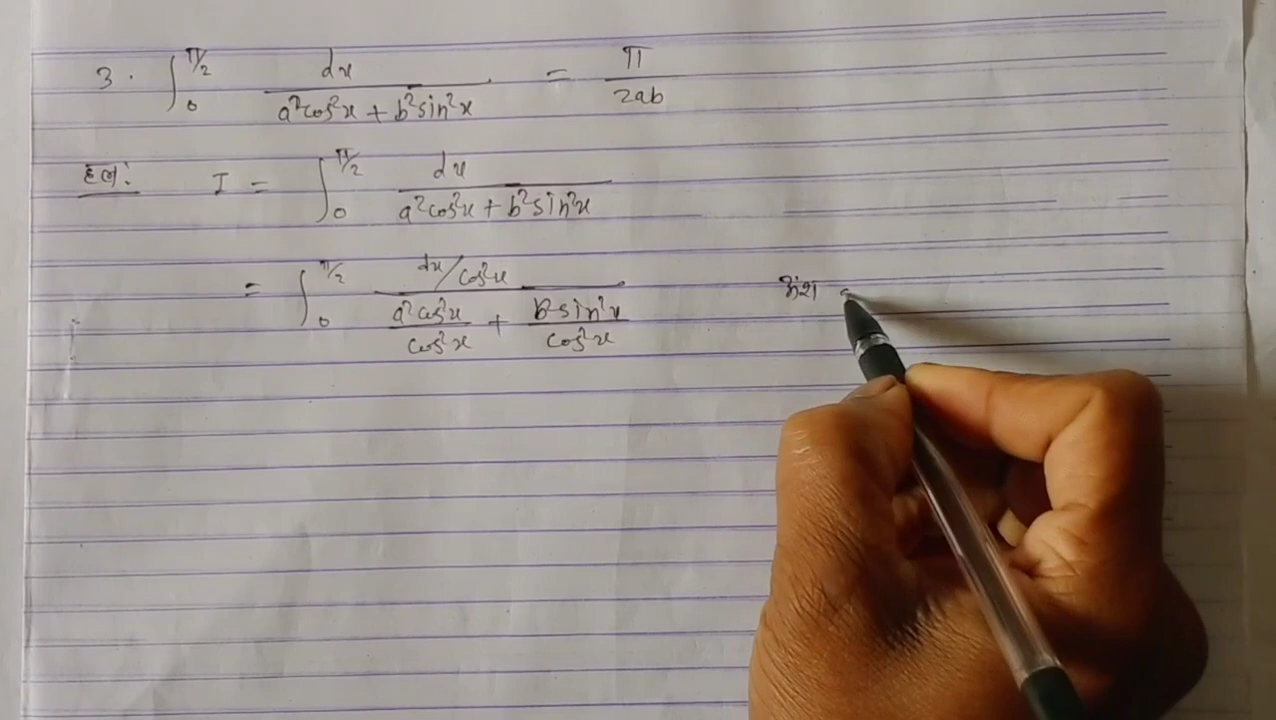 3. ∫₀^(π/2) dx / (a²cos²x + b²sin²x) = π / 2ab
हल: I = ∫₀^(π/2) dx / (a²cos²x + b²sin²x)
= ∫₀^(π/2) (dx/cos²x) / (a²cos²x/cos²x + b²sin²x/cos²x) अंश